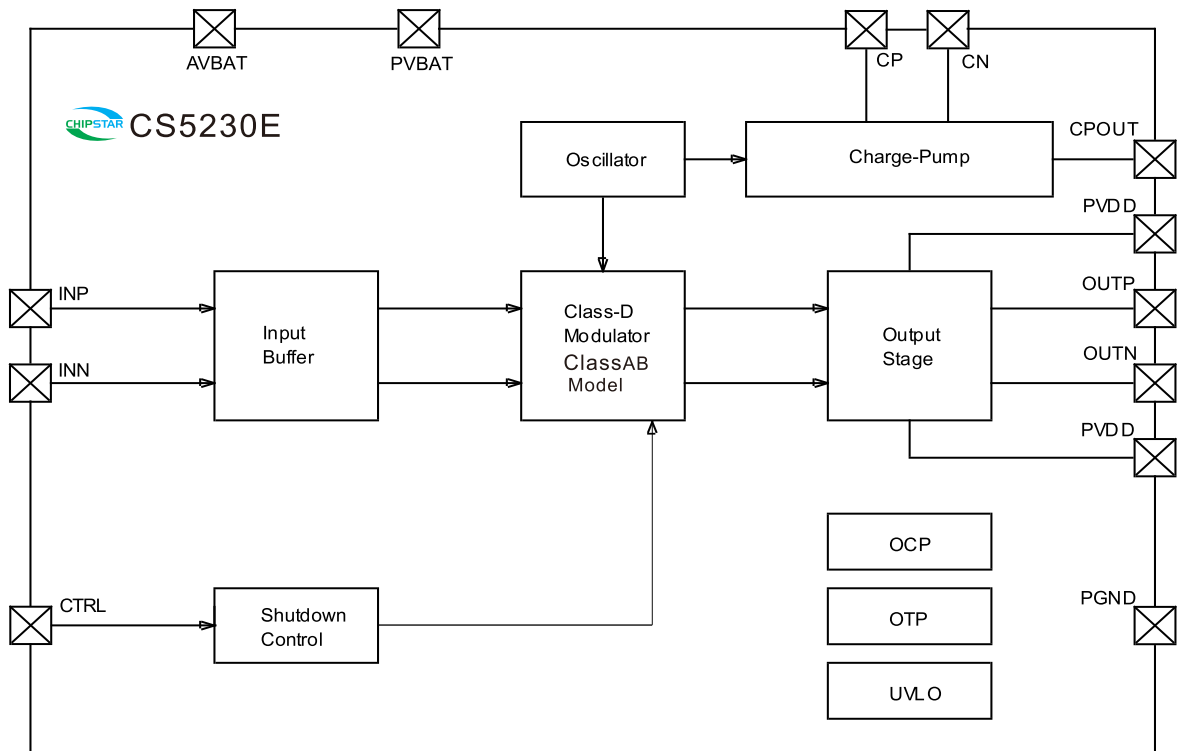 AVBAT
PVBAT
CP
CN
CHIPSTAR CS5230E
CPOUT
Oscillator
Charge-Pump
PVDD
INP
OUTP
Input
Buffer
Class-D
Modulator
ClassAB
Model
Output
Stage
INN
OUTN
PVDD
OCP
CTRL
Shutdown
Control
OTP
PGND
UVLO